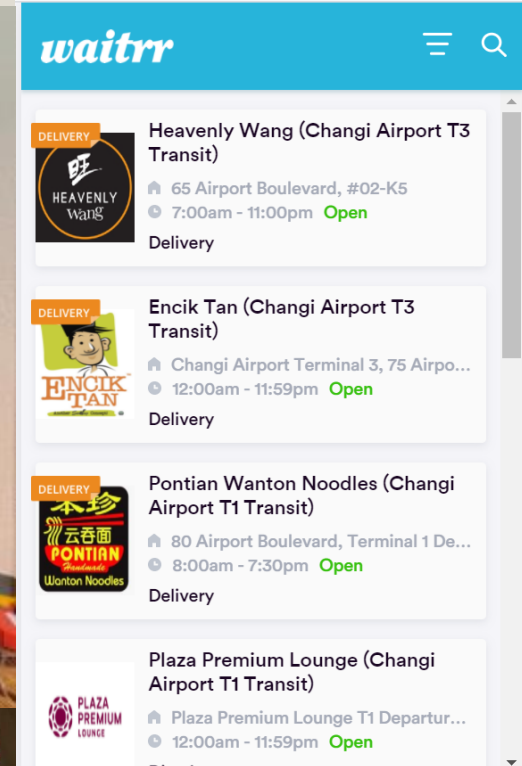 waitrr
DELIVERY
旺
HEAVENLY
Wang
Heavenly Wang (Changi Airport T3
Transit)
65 Airport Boulevard, #02-K5
7:00am - 11:00pm Open
Delivery
DELIVERY
ENCIK
TAN
Encik Tan (Changi Airport T3
Transit)
Changi Airport Terminal 3, 75 Airpo...
12:00am - 11:59pm Open
Delivery
DELIVERY
本珍
云吞面
PONTIAN
Handmade
Wanton Noodles
Pontian Wanton Noodles (Changi
Airport T1 Transit)
80 Airport Boulevard, Terminal 1 De...
8:00am - 7:30pm Open
Delivery
PLAZA
PREMIUM
LOUNGE
Plaza Premium Lounge (Changi
Airport T1 Transit)
Plaza Premium Lounge T1 Departur...
12:00am - 11:59pm Open